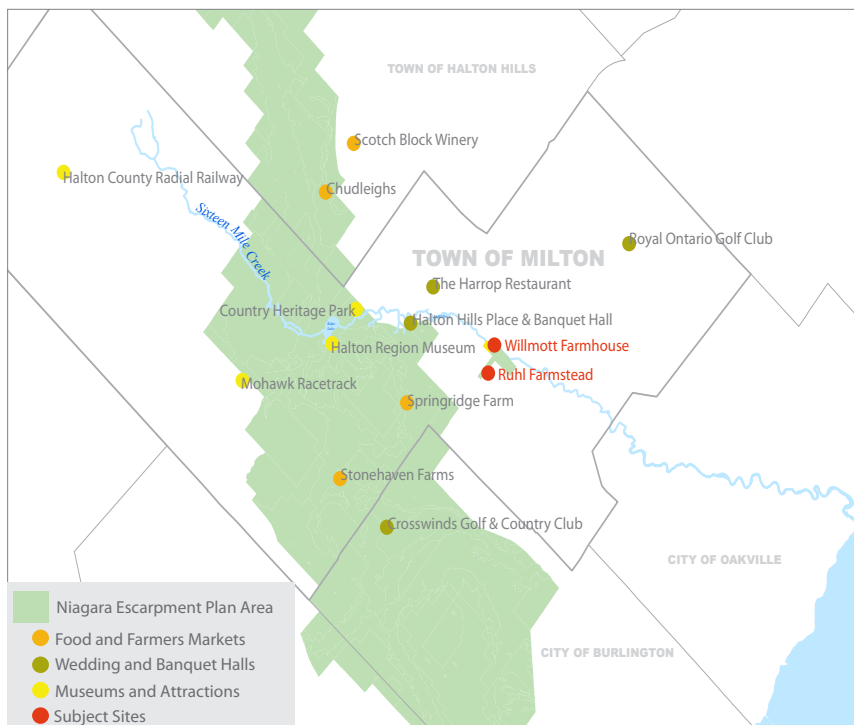 TOWN OF HALTON HILLS
Scotch Block Winery
Halton County Radial Railway
Chudleighs
Sixteen Mile Creek
Royal Ontario Golf Club
TOWN OF MILTON
The Harrop Restaurant
Country Heritage Park
Halton Hills Place & Banquet Hall
Halton Region Museum
Willmott Farmhouse
Ruhl Farmstead
Mohawk Racetrack
Springridge Farm
Stonehaven Farms
Crosswinds Golf & Country Club
CITY OF OAKVILLE
CITY OF BURLINGTON
Niagara Escarpment Plan Area
Food and Farmers Markets
Wedding and Banquet Halls
Museums and Attractions
Subject Sites